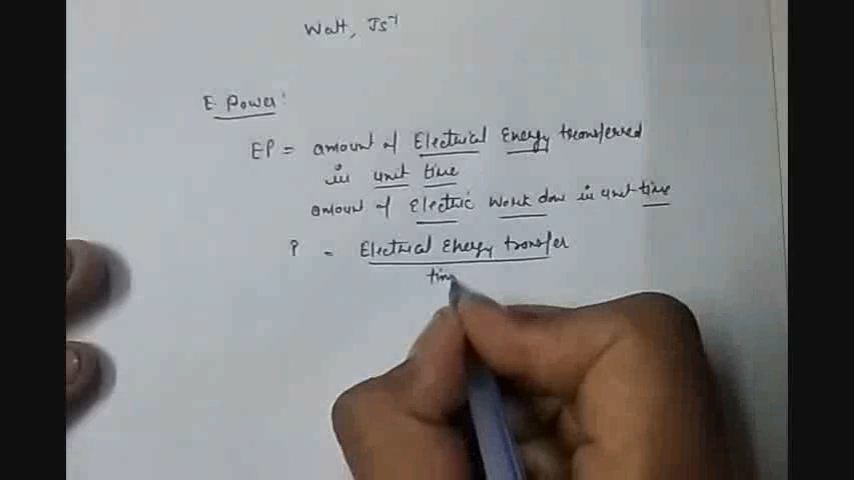 Watt, Js⁻¹
E. Power:
EP = amount of Electrical Energy transferred
in unit time
amount of Electric work done in unit time
P = Electrical Energy transfer
tim